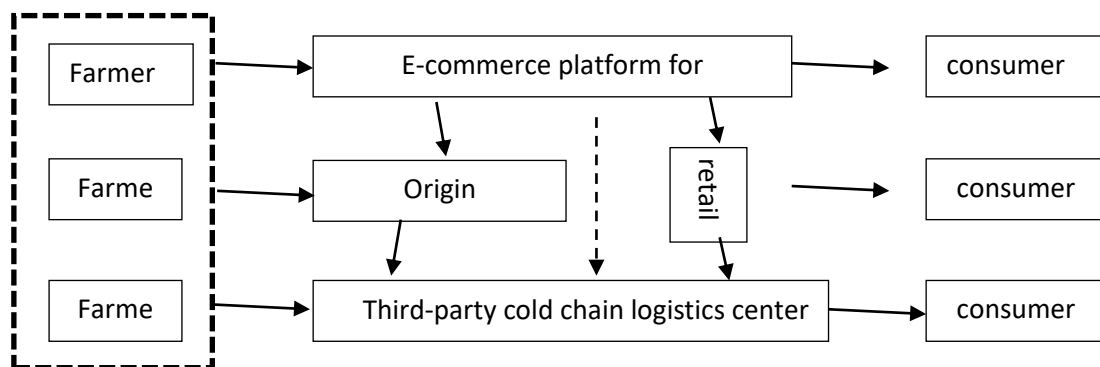 Farmer
E-commerce platform for
consumer
Farme
Origin
retail
consumer
Farme
Third-party cold chain logistics center
consumer